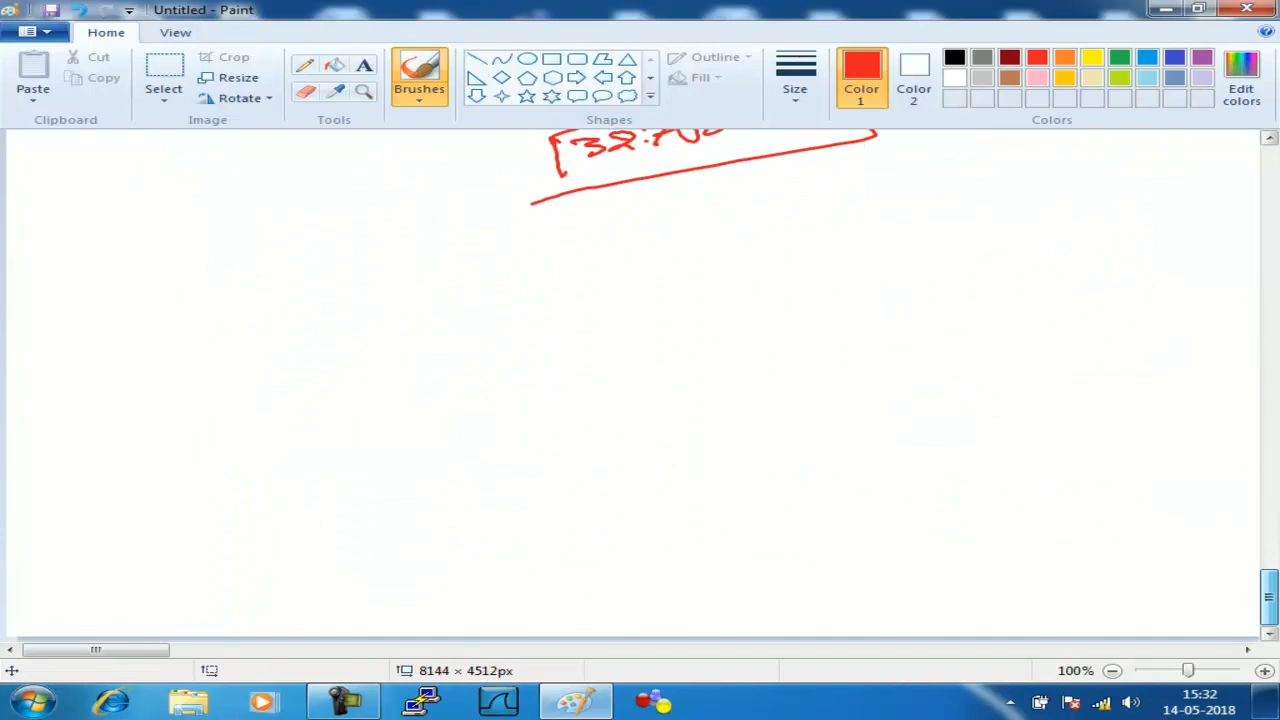 Untitled - Paint
Home View
Paste Cut Copy
Clipboard
Select Crop Resize Rotate
Image
Tools
Brushes
Shapes
Outline
Fill
Size
Color 1
Color 2
Edit colors
Colors
8144 × 4512px 100%
15:32
14-05-2018